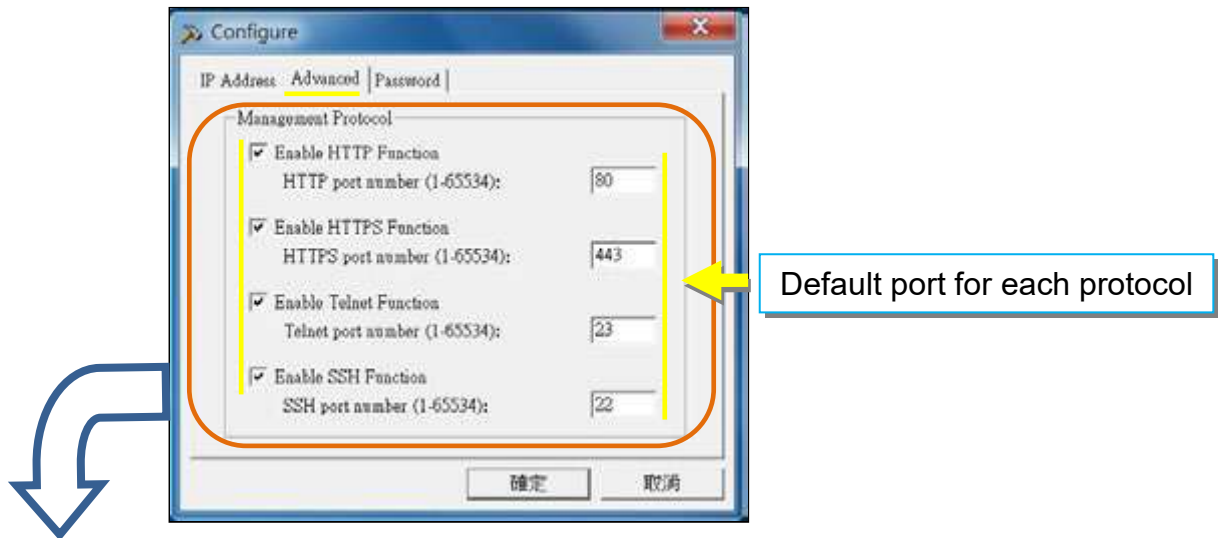 Configure
IP Address Advanced Password
Management Protocol
Enable HTTP Function
HTTP port number (1-65534): 80
Enable HTTPS Function
HTTPS port number (1-65534): 443
Enable Telnet Function
Telnet port number (1-65534): 23
Enable SSH Function
SSH port number (1-65534): 22
確定 取消
Default port for each protocol